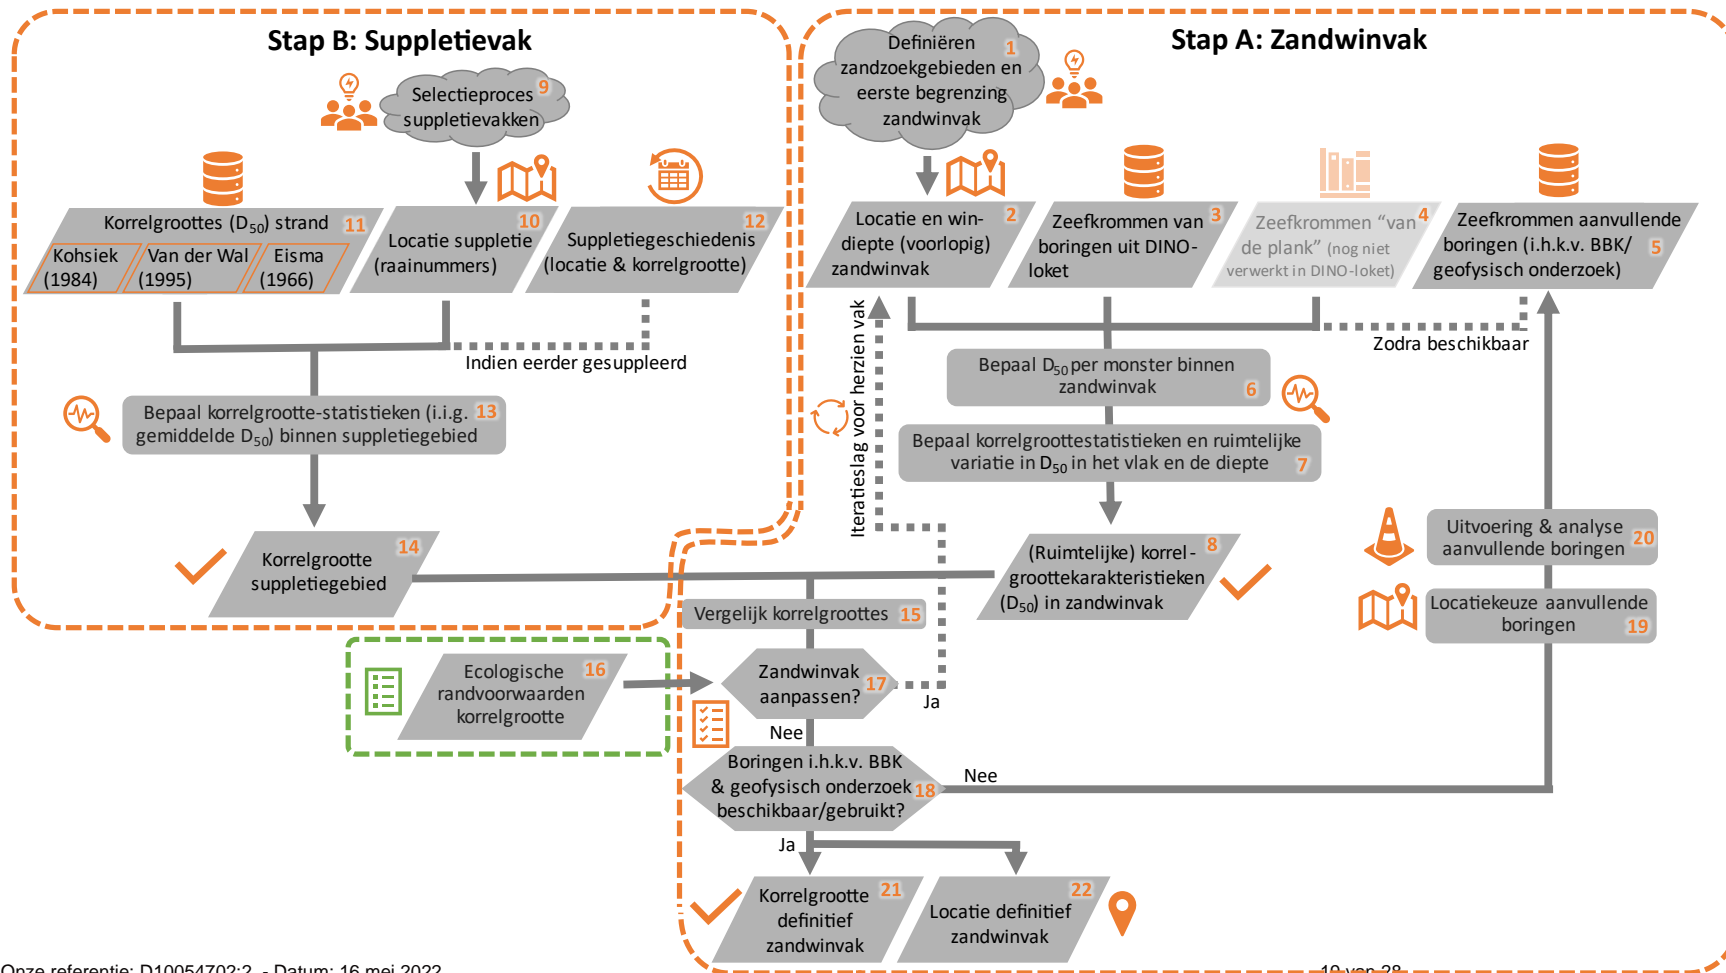 Stap B: Suppletievak
Stap A: Zandwinvak
Selectieproces 9
suppletievakken
Definiëren 1
zandzoekgebieden en
eerste begrenzing
zandwinvak
Korrelgroottes (D50) strand 11
Kohsiek
(1984)
Van der Wal
(1995)
Eisma
(1966)
10
Locatie suppletie
(raainummers)
12
Suppletiegeschiedenis
(locatie & korrelgrootte)
Locatie en win- 2
diepte (voorlopig)
zandwinvak
Zeefkrommen van 3
boringen uit DINO-
loket
Zeefkrommen “van 4
de plank” (nog niet
verwerkt in DINO-loket)
Zeefkrommen aanvullende
boringen (i.h.k.v. BBK/ 5
geofysisch onderzoek)
Indien eerder gesuppleerd
Zodra beschikbaar
Iteratieslag voor herzien vak
Bepaal korrelgrootte-statistieken (i.i.g. 13
gemiddelde D50) binnen suppletiegebied
Bepaal D50 per monster binnen
zandwinvak 6
Bepaal korrelgroottestatistieken en ruimtelijke
variatie in D50 in het vlak en de diepte 7
Korrelgrootte 14
suppletiegebied
(Ruimtelijke) korrel- 8
groottekarakteristieken
(D50) in zandwinvak
Uitvoering & analyse 20
aanvullende boringen
Locatiekeuze aanvullende
boringen 19
Vergelijk korrelgroottes 15
Ecologische 16
randvoorwaarden
korrelgrootte
Zandwinvak
aanpassen? 17
Ja
Nee
Boringen i.h.k.v. BBK
& geofysisch onderzoek 18
beschikbaar/gebruikt?
Nee
Ja
Korrelgrootte 21
definitief
zandwinvak
22
Locatie definitief
zandwinvak
Onze referentie: D10054702:2 - Datum: 16 mei 2022
19 van 28